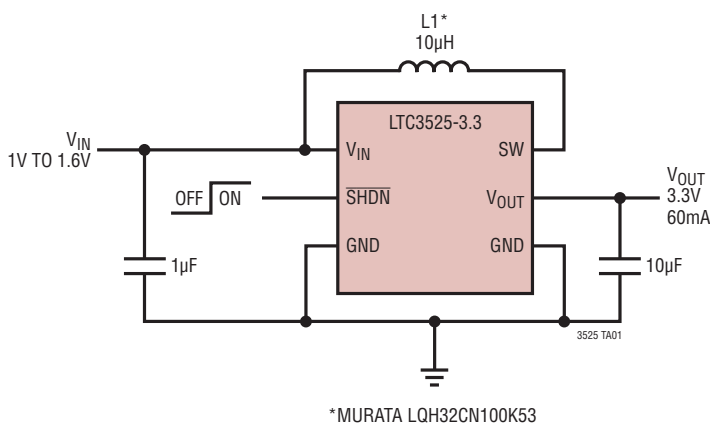 L1*
10µH
LTC3525-3.3
VIN
1V TO 1.6V
VIN
SW
OFF ON
SHDN
VOUT
VOUT
3.3V
60mA
GND
GND
1µF
10µF
3525 TA01
*MURATA LQH32CN100K53